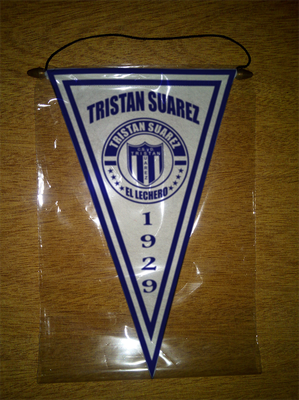 TRISTAN SUAREZ
TRISTAN SUAREZ
EL LECHERO
1929